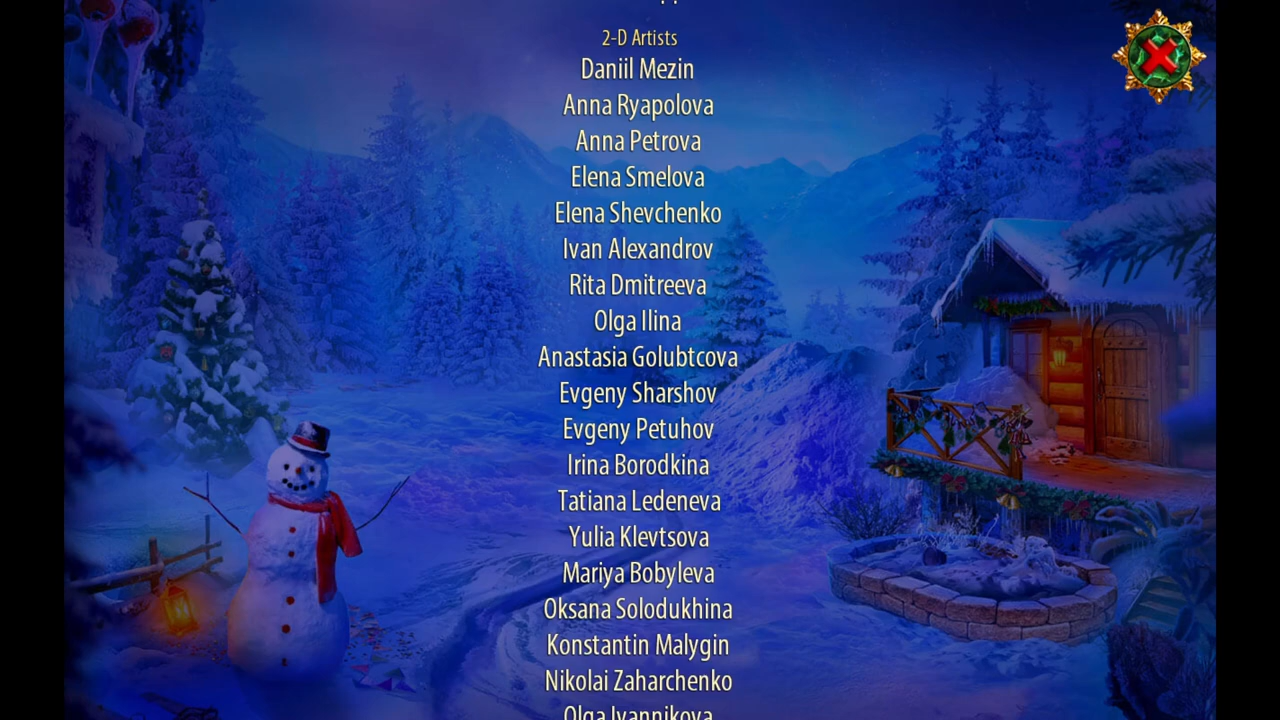 2-D Artists
Daniil Mezin
Anna Ryapolova
Anna Petrova
Elena Smelova
Elena Shevchenko
Ivan Alexandrov
Rita Dmitreeva
Olga Ilina
Anastasia Golubtcova
Evgeny Sharshov
Evgeny Petuhov
Irina Borodkina
Tatiana Ledeneva
Yulia Klevtsova
Mariya Bobyleva
Oksana Solodukhina
Konstantin Malygin
Nikolai Zaharchenko
Olga Ivannikova